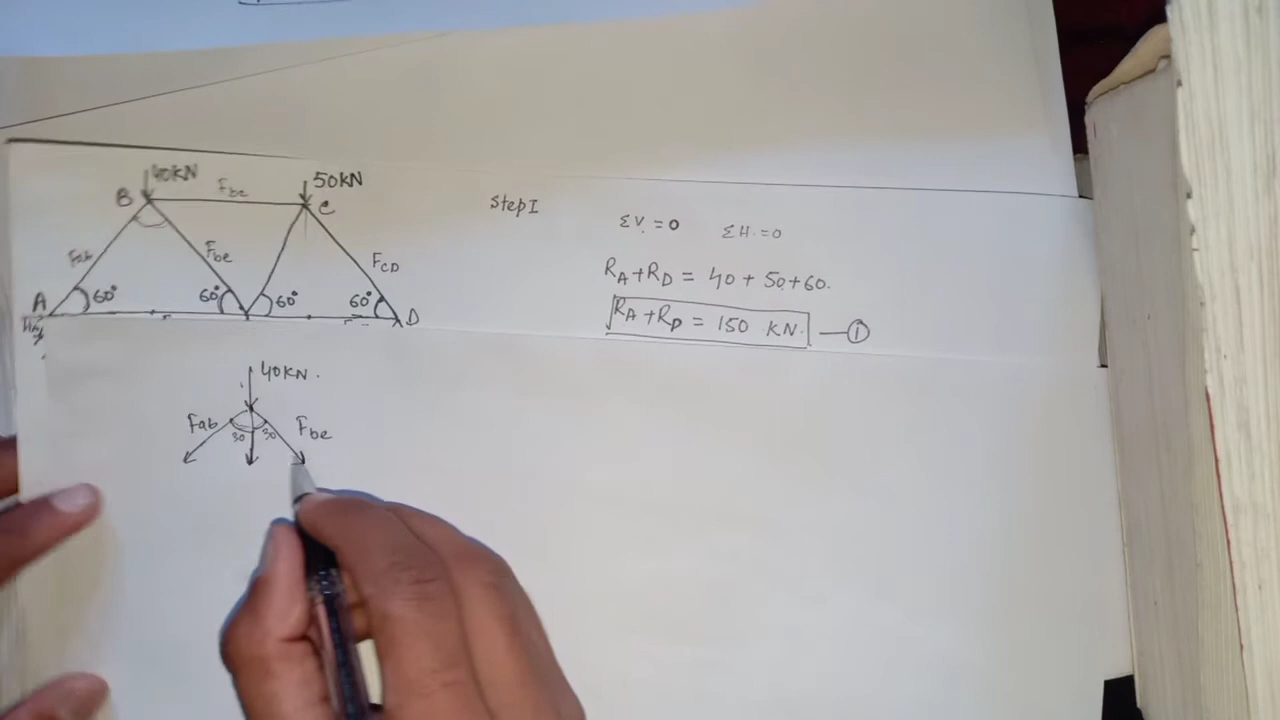 40KN
50KN
B
Fbc
C
Fab
Fbe
FCD
A
60°
60°
60°
60°
D
Step I
ΣV = 0
ΣH = 0
RA+RD = 40 + 50 + 60.
RA+RD = 150 KN. — ①
40KN.
Fab
30
30
Fbe